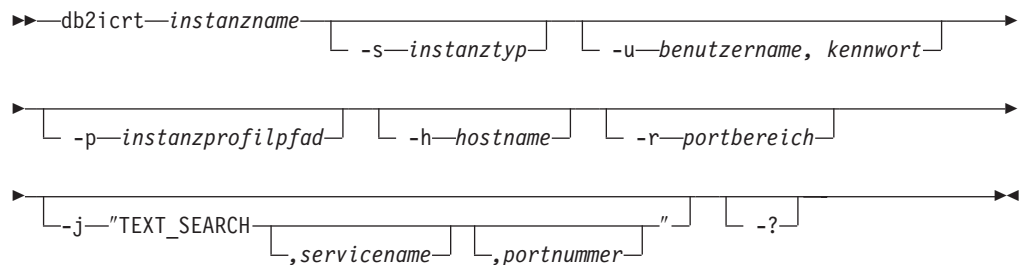 db2icrt instanzname
-s instanztyp -u benutzername, kennwort
-p instanzprofilpfad -h hostname -r portbereich
-j "TEXT_SEARCH " -?
,servicename ,portnummer